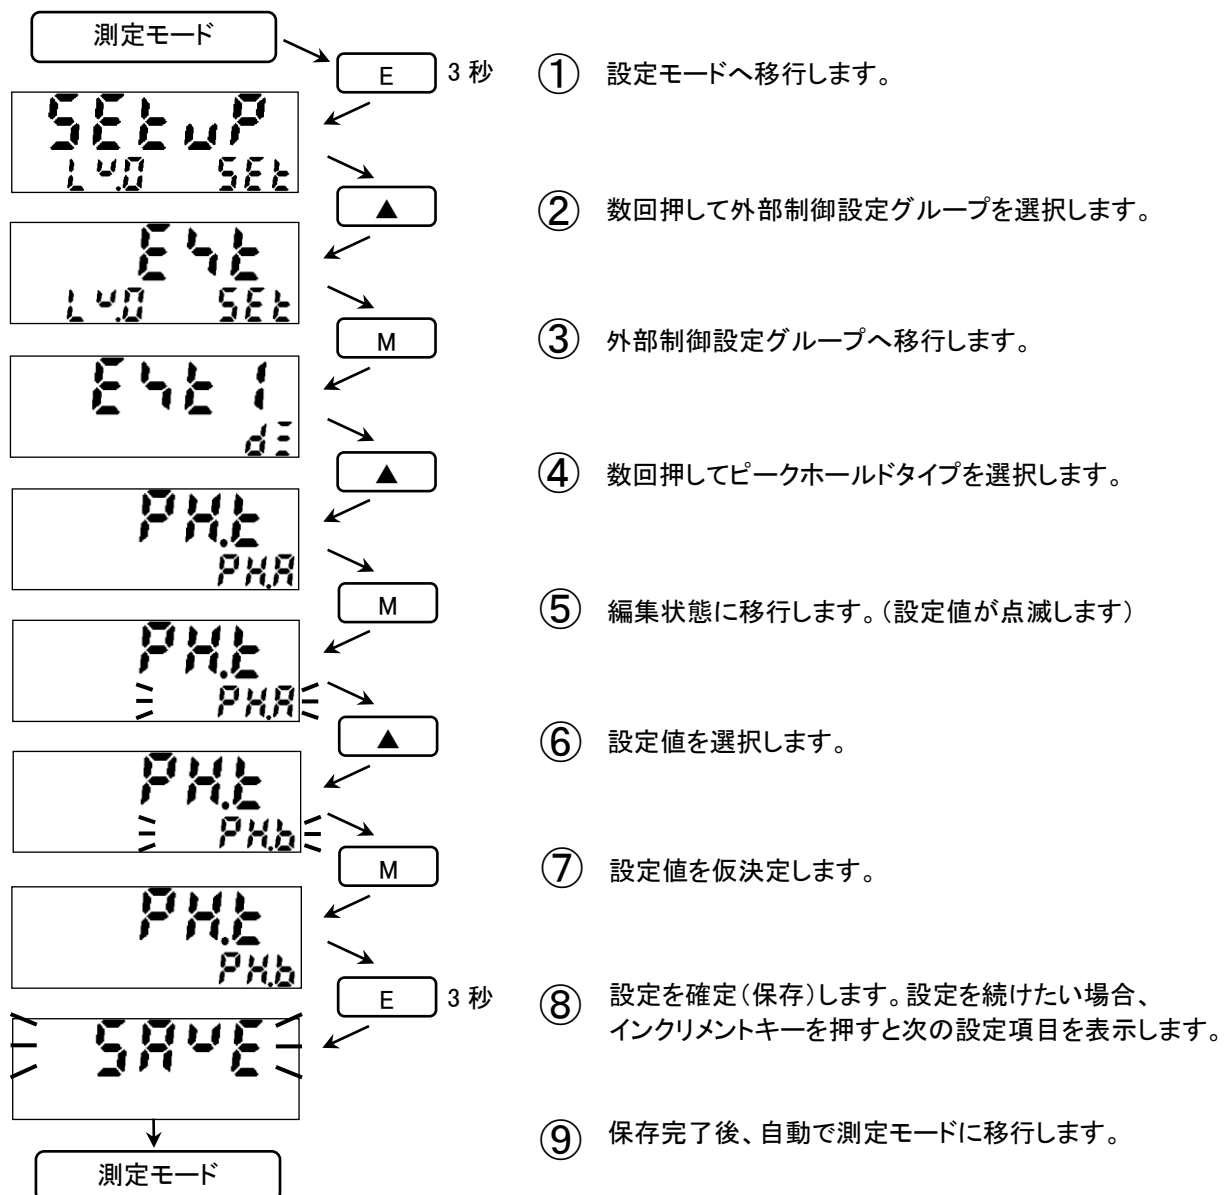 測定モード
E 3 秒 ① 設定モードへ移行します。
SEtuP
Lv.0 SEt
▲ ② 数回押して外部制御設定グループを選択します。
E4t
Lv.0 SEt
M ③ 外部制御設定グループへ移行します。
E4t1
dΞ
▲ ④ 数回押してピークホールドタイプを選択します。
PH.t
PH.A
M ⑤ 編集状態に移行します。(設定値が点滅します)
PH.t
PH.A
▲ ⑥ 設定値を選択します。
PH.t
PH.b
M ⑦ 設定値を仮決定します。
PH.t
PH.b
E 3 秒 ⑧ 設定を確定(保存)します。設定を続けたい場合、
インクリメントキーを押すと次の設定項目を表示します。
SAvE
⑨ 保存完了後、自動で測定モードに移行します。
測定モード